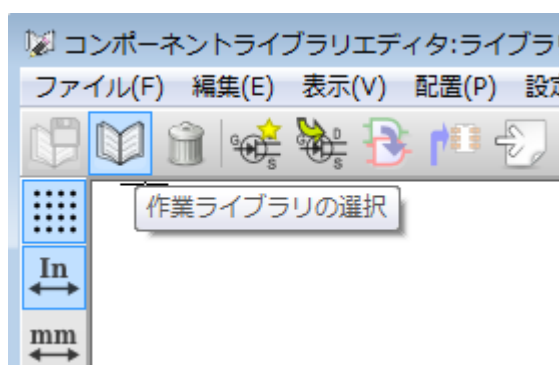 コンポーネントライブラリエディタ:ライブラ
ファイル(F) 編集(E) 表示(V) 配置(P) 設定
G D S G D S
作業ライブラリの選択
In
mm